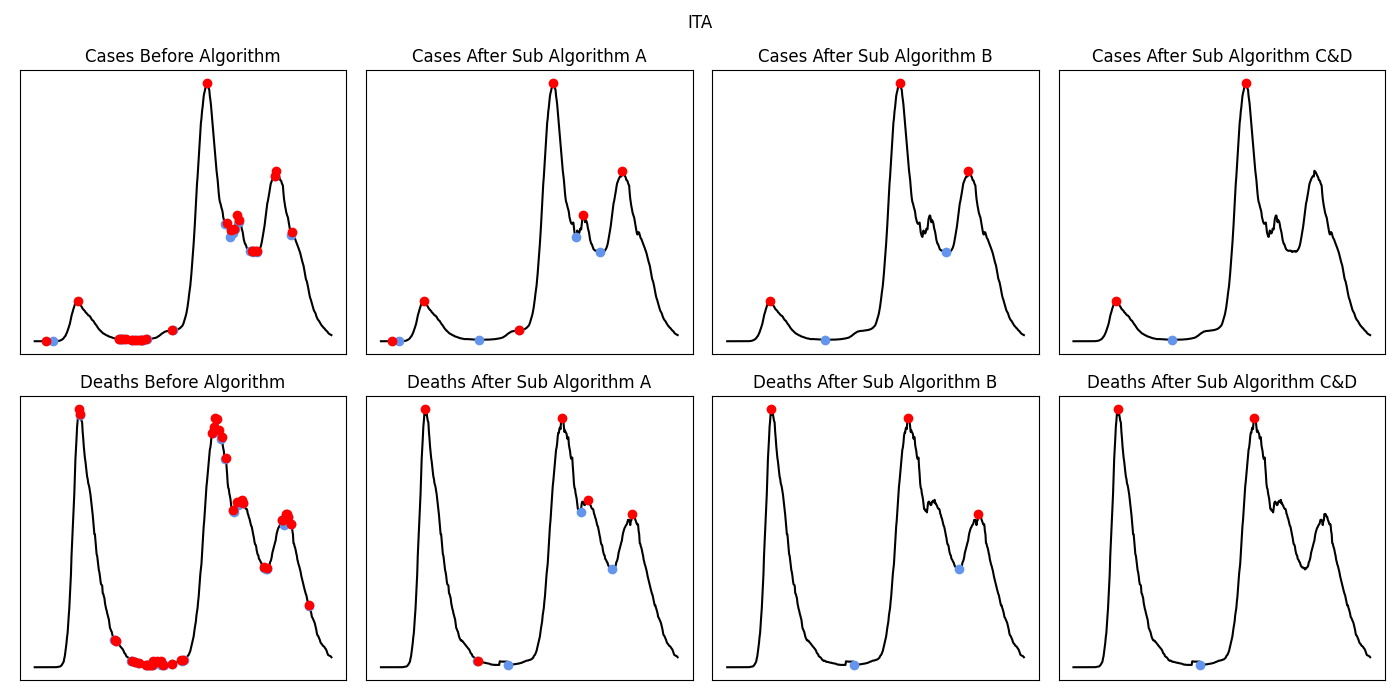 ITA
Cases Before Algorithm
Cases After Sub Algorithm A
Cases After Sub Algorithm B
Cases After Sub Algorithm C&D
Deaths Before Algorithm
Deaths After Sub Algorithm A
Deaths After Sub Algorithm B
Deaths After Sub Algorithm C&D